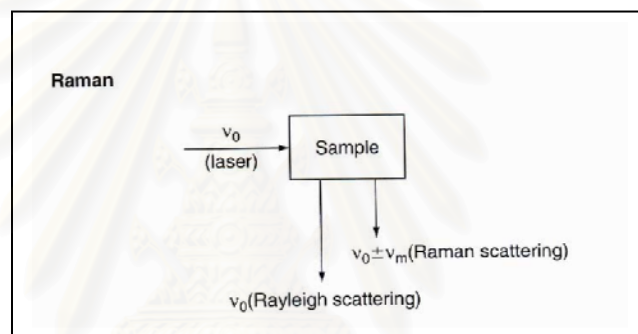 Raman
ν₀
(laser)
Sample
ν₀±νₘ(Raman scattering)
ν₀(Rayleigh scattering)